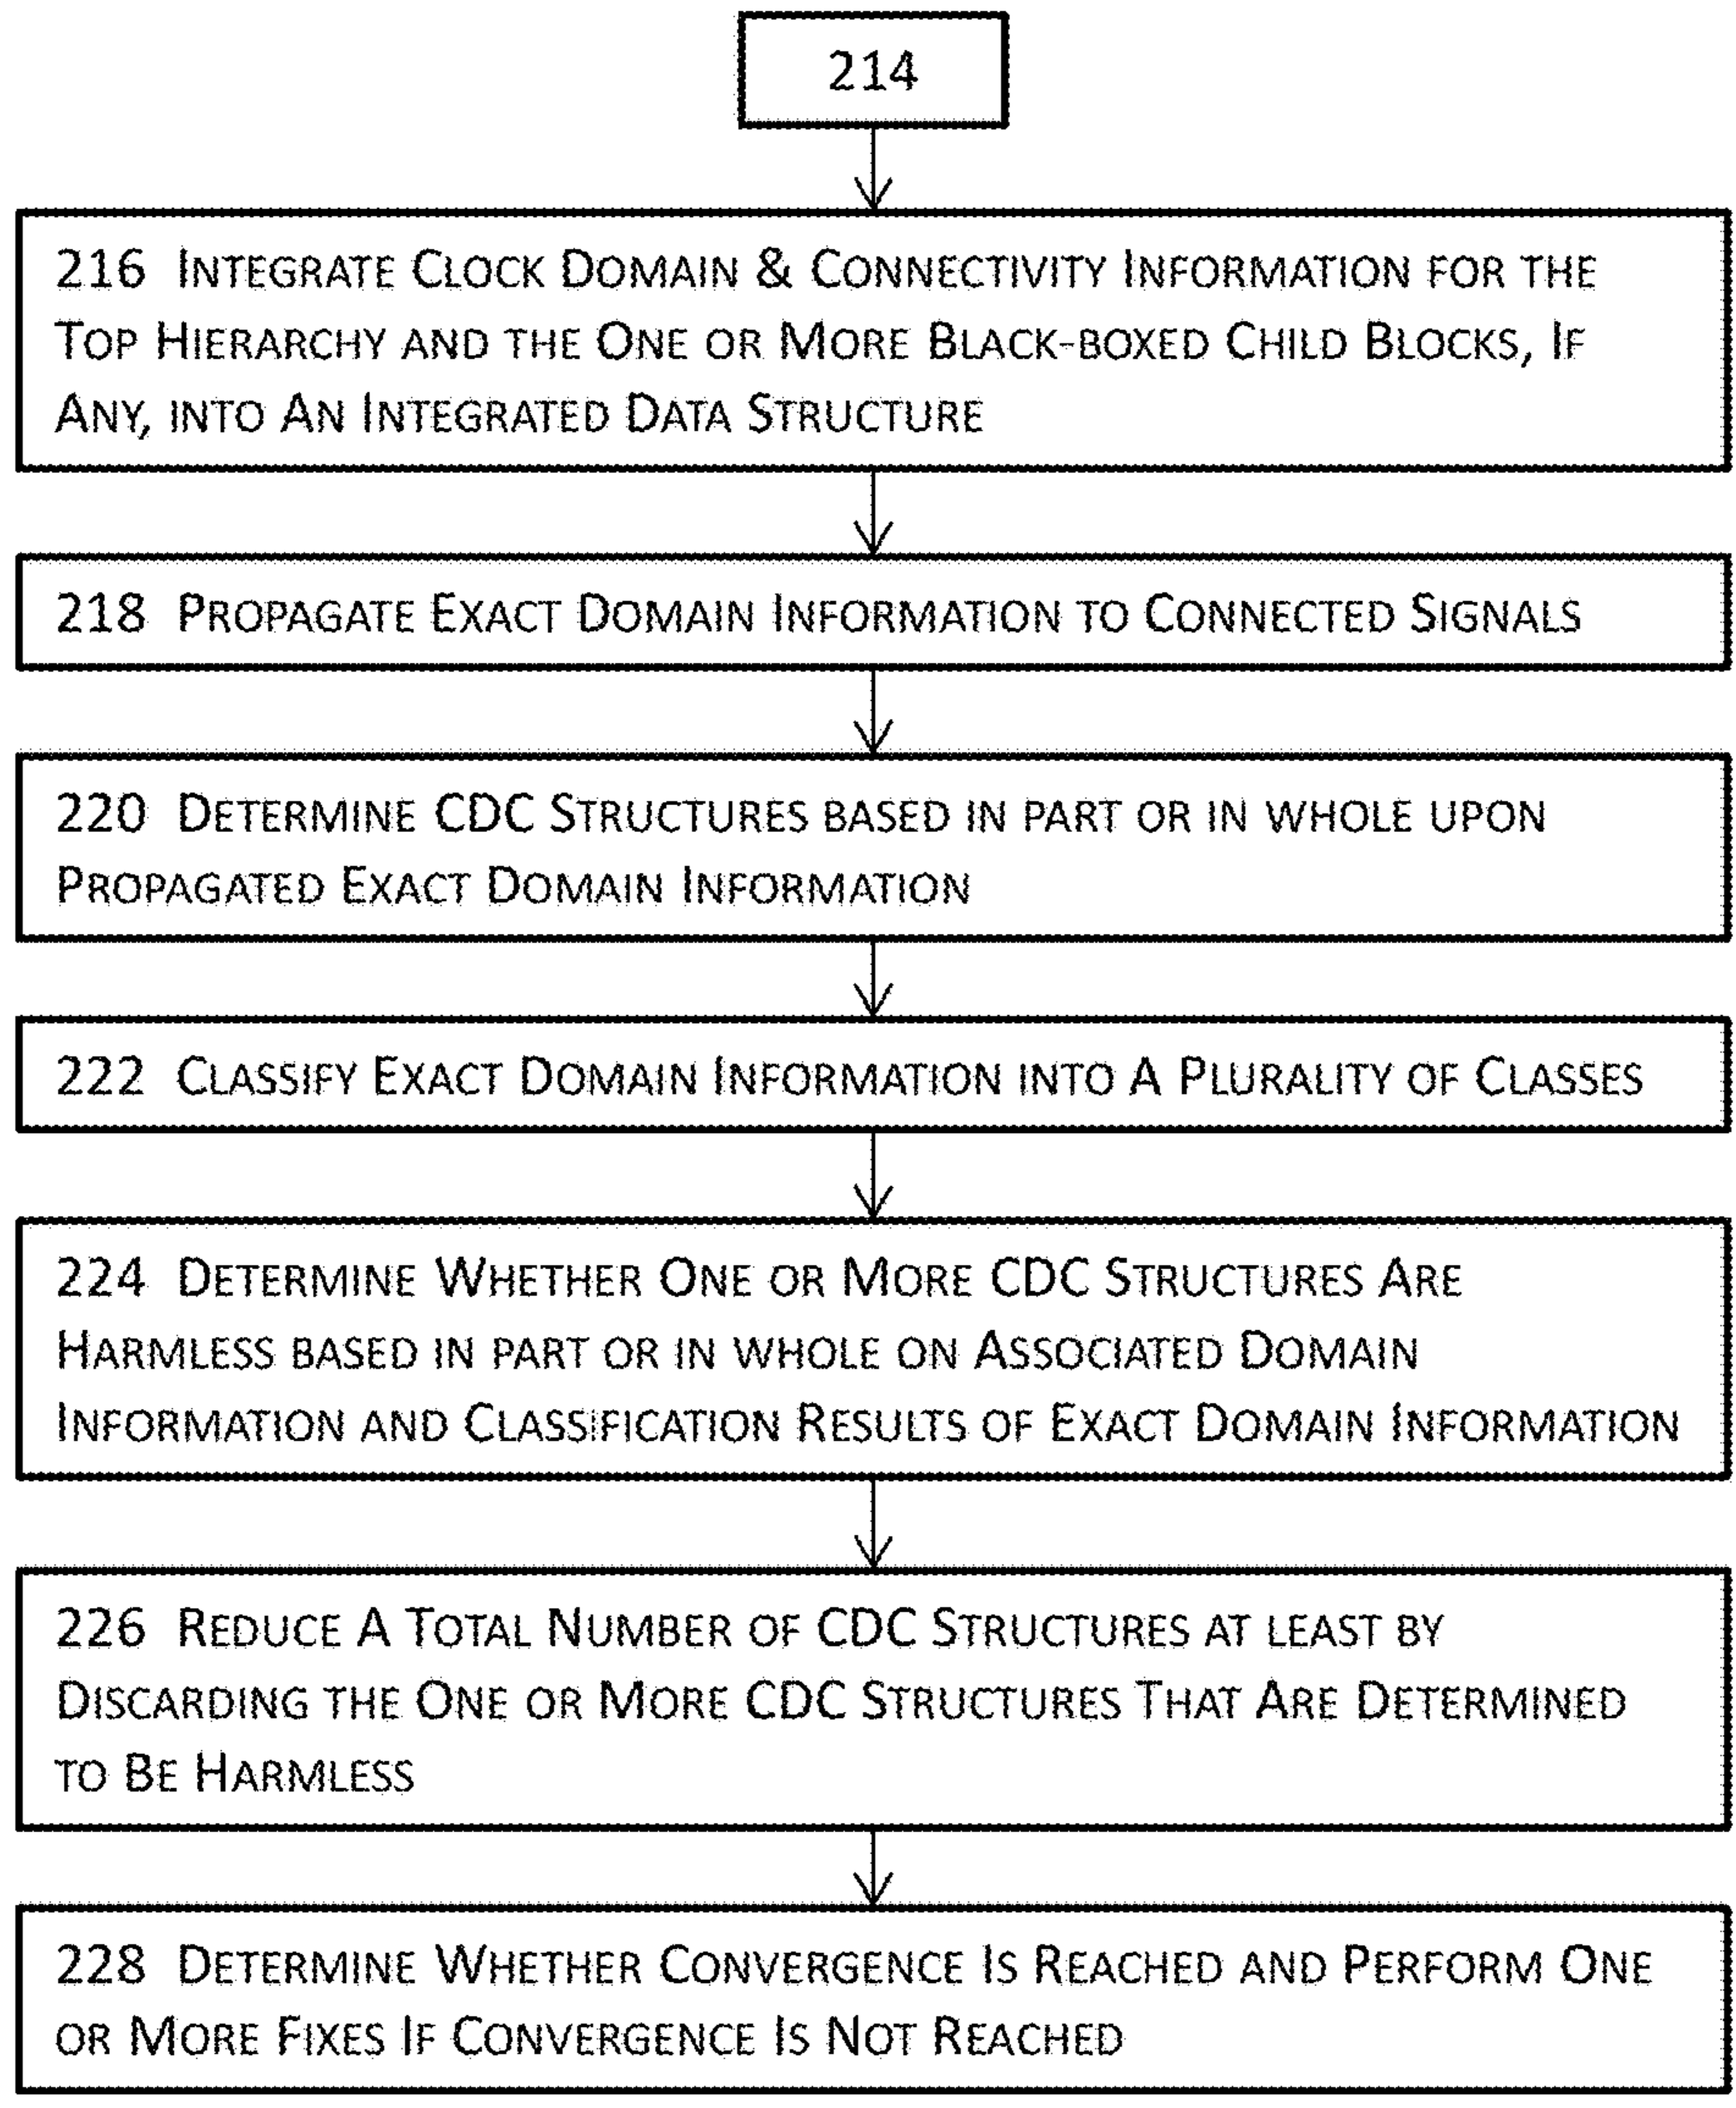 214
216 Integrate Clock Domain & Connectivity Information for the
Top Hierarchy and the One or More Black-boxed Child Blocks, If
Any, into An Integrated Data Structure
218 Propagate Exact Domain Information to Connected Signals
220 Determine CDC Structures based in part or in whole upon
Propagated Exact Domain Information
222 Classify Exact Domain Information into A Plurality of Classes
224 Determine Whether One or More CDC Structures Are
Harmless based in part or in whole on Associated Domain
Information and Classification Results of Exact Domain Information
226 Reduce A Total Number of CDC Structures at least by
Discarding the One or More CDC Structures That Are Determined
to Be Harmless
228 Determine Whether Convergence Is Reached and Perform One
or More Fixes If Convergence Is Not Reached